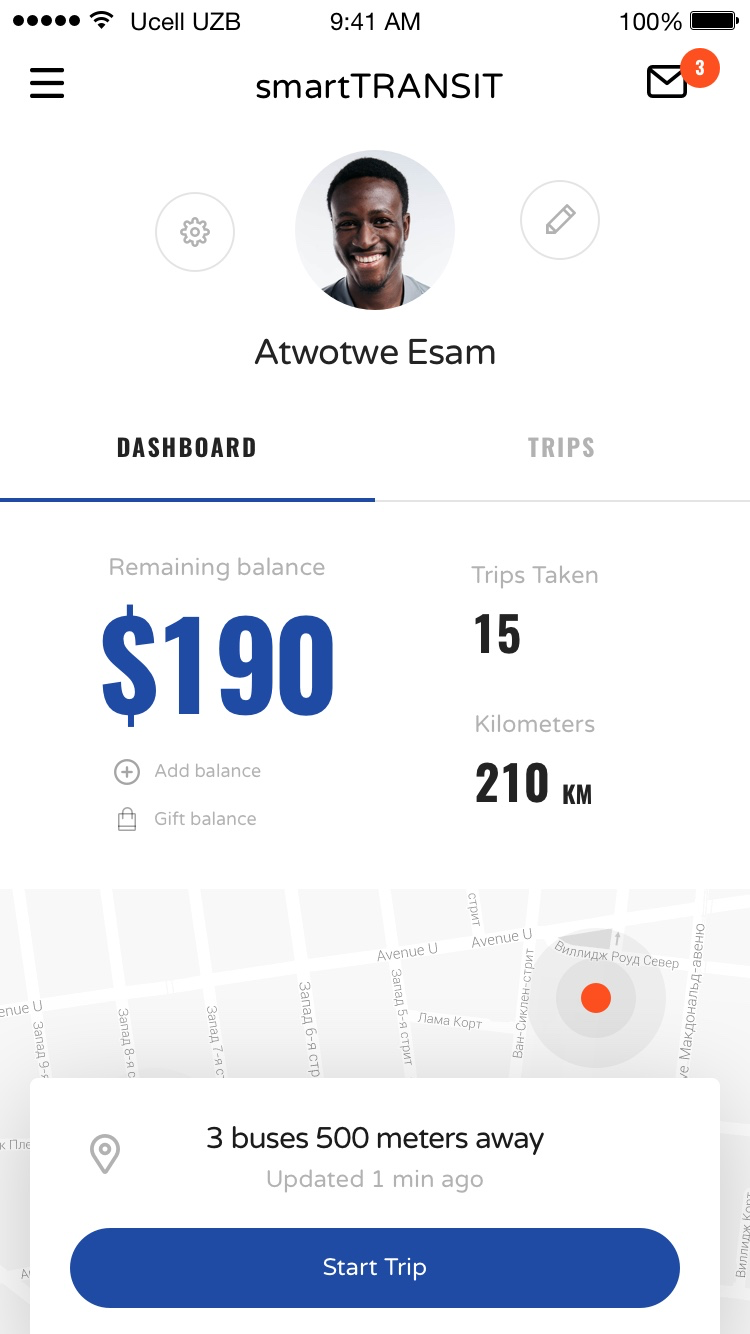 Ucell UZB 9:41 AM 100%
smartTRANSIT 3
Atwotwe Esam
DASHBOARD TRIPS
Remaining balance
$190
Add balance
Gift balance
Trips Taken
15
Kilometers
210 KM
стрит
Avenue U
Avenue U
Виллидж Роуд Север
enue U
Запад 9-я
Запад 8-я с
Запад 7-я с
Запад 6-я стр
Запад 5-я стрит
Лама Корт
Ван-Сиклен-стрит
ue Макдональд-авеню
к Пле
Виллидж Корт
3 buses 500 meters away
Updated 1 min ago
Start Trip